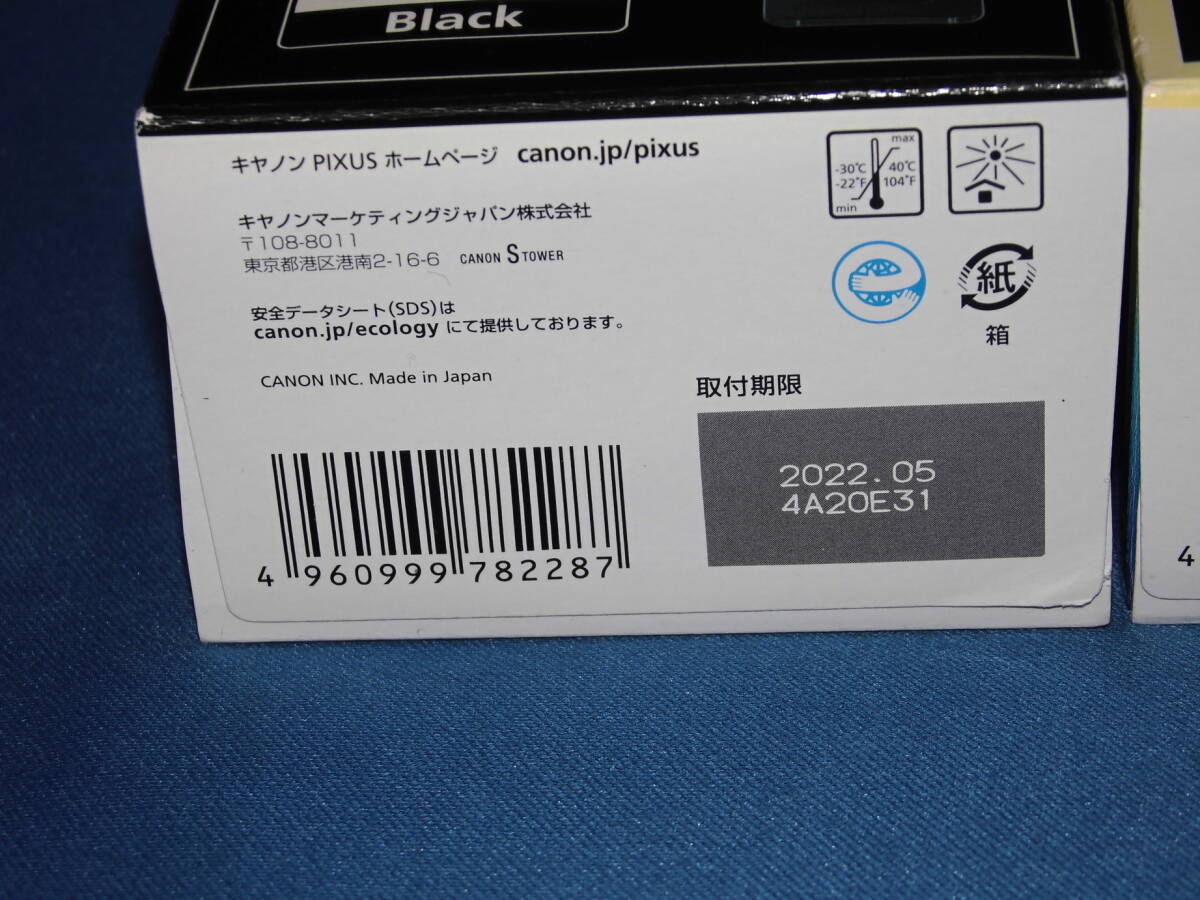 Black
キヤノン PIXUS ホームページ canon.jp/pixus
キヤノンマーケティングジャパン株式会社
〒108-8011
東京都港区港南2-16-6 CANON S TOWER
安全データシート(SDS)は
canon.jp/ecology にて提供しております。
CANON INC. Made in Japan
max
-30℃ 40℃
-22°F 104°F
min
紙
箱
取付期限
2022.05
4A20E31
4 960999 782287
4